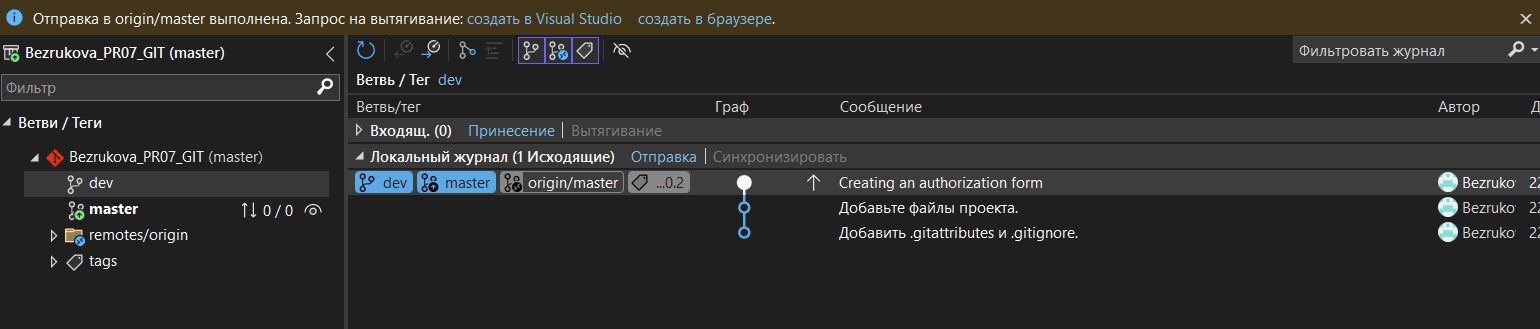 Отправка в origin/master выполнена. Запрос на вытягивание: создать в Visual Studio создать в браузере.
Bezrukova_PR07_GIT (master)
Фильтр
Ветви / Теги
Bezrukova_PR07_GIT (master)
dev
master 0 / 0
remotes/origin
tags
Фильтровать журнал
Ветвь / Тег dev
Ветвь/тег Граф Сообщение Автор Д
Входящ. (0) Принесение | Вытягивание
Локальный журнал (1 Исходящие) Отправка | Синхронизировать
dev master origin/master ...0.2 Creating an authorization form Bezrukov 22
Добавьте файлы проекта. Bezrukov 22
Добавить .gitattributes и .gitignore. Bezrukov 22